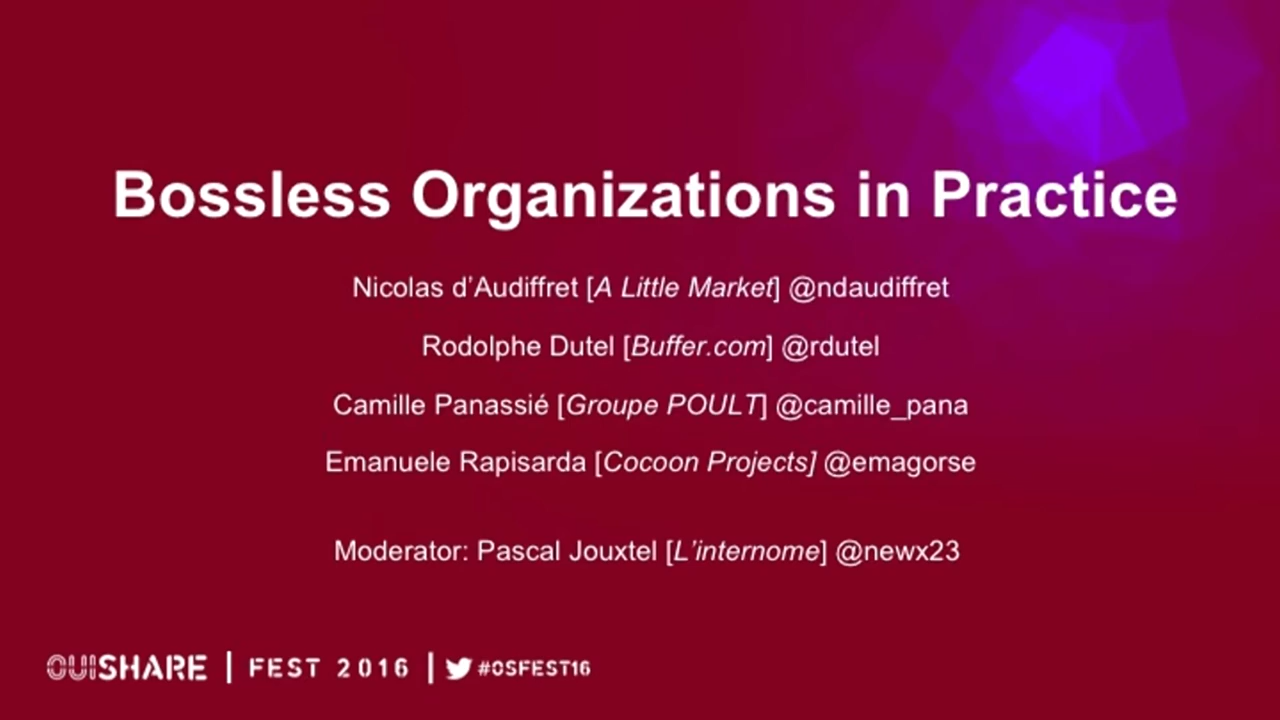 Bossless Organizations in Practice
Nicolas d’Audiffret [A Little Market] @ndaudiffret
Rodolphe Dutel [Buffer.com] @rdutel
Camille Panassié [Groupe POULT] @camille_pana
Emanuele Rapisarda [Cocoon Projects] @emagorse
Moderator: Pascal Jouxtel [L’internome] @newx23
OUISHARE | FEST 2016 | #OSFEST16